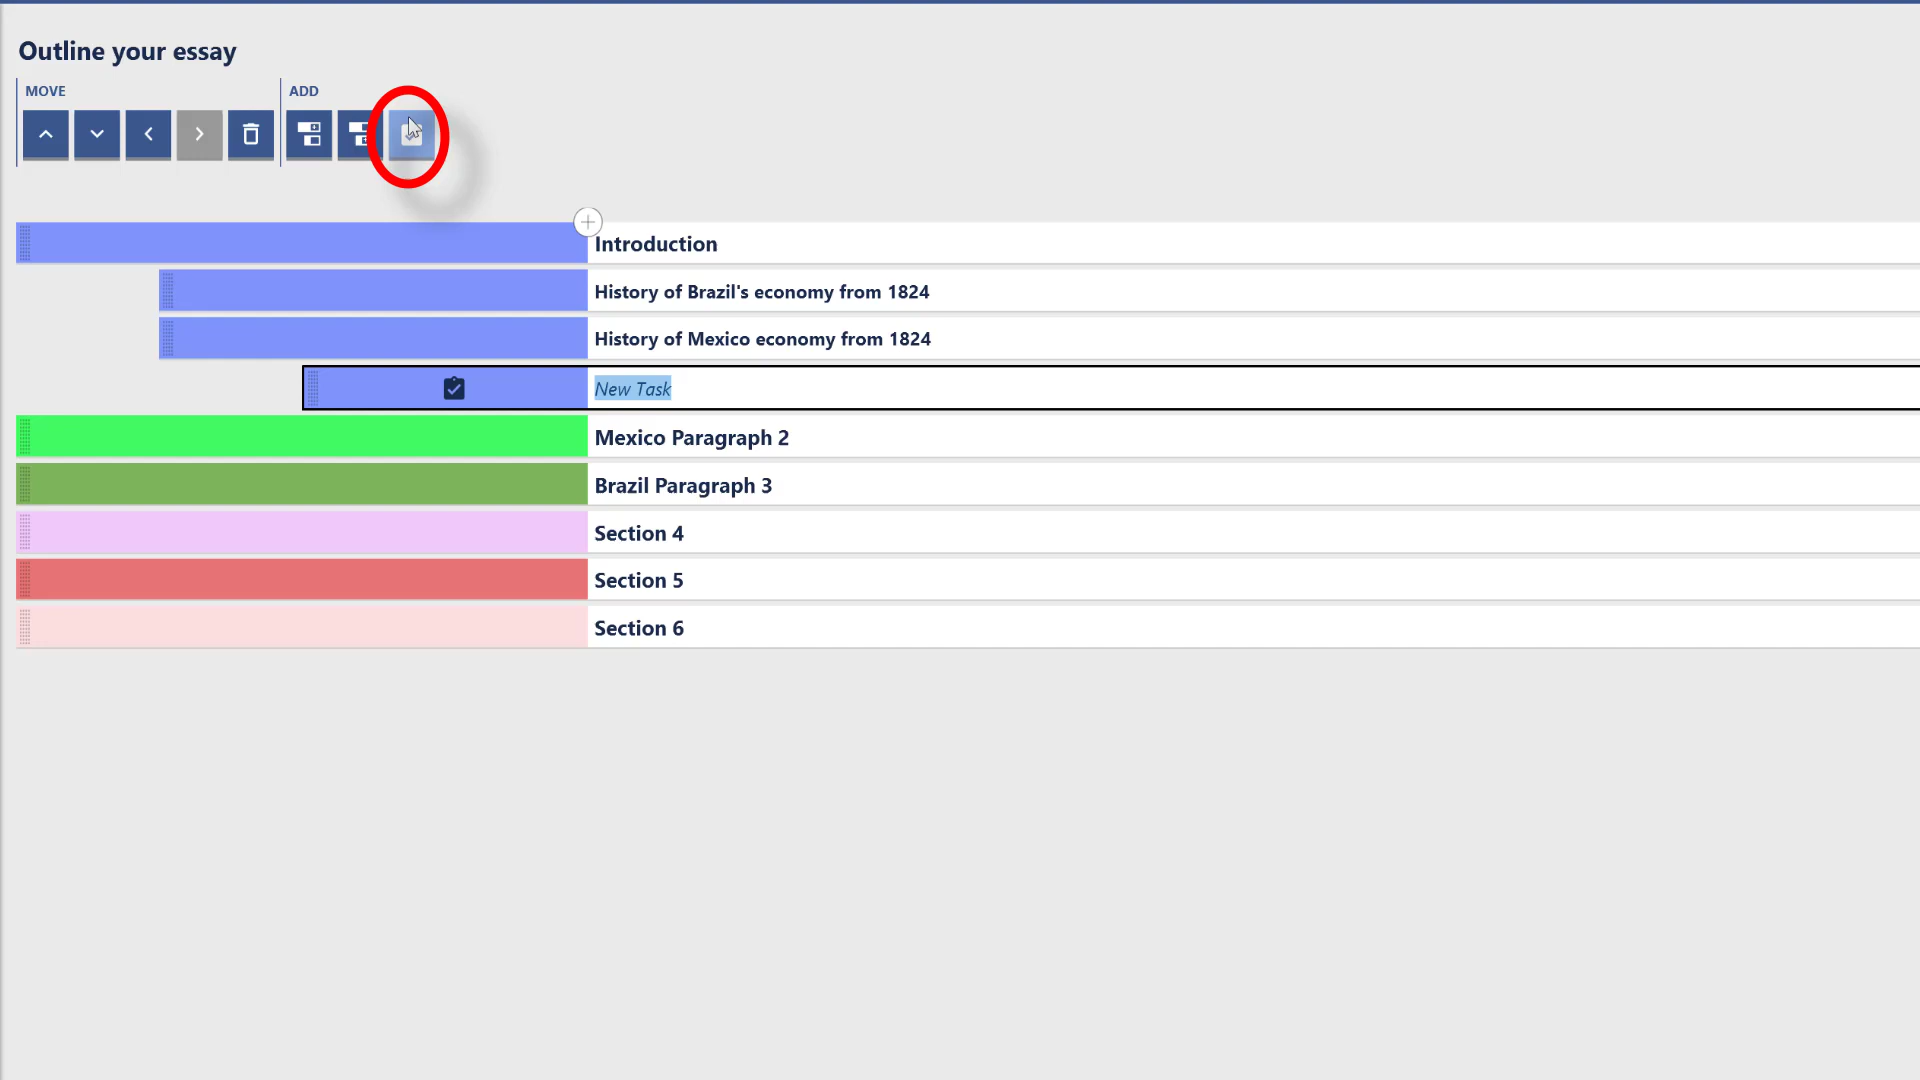 Outline your essay
MOVE
ADD
Introduction
History of Brazil's economy from 1824
History of Mexico economy from 1824
New Task
Mexico Paragraph 2
Brazil Paragraph 3
Section 4
Section 5
Section 6